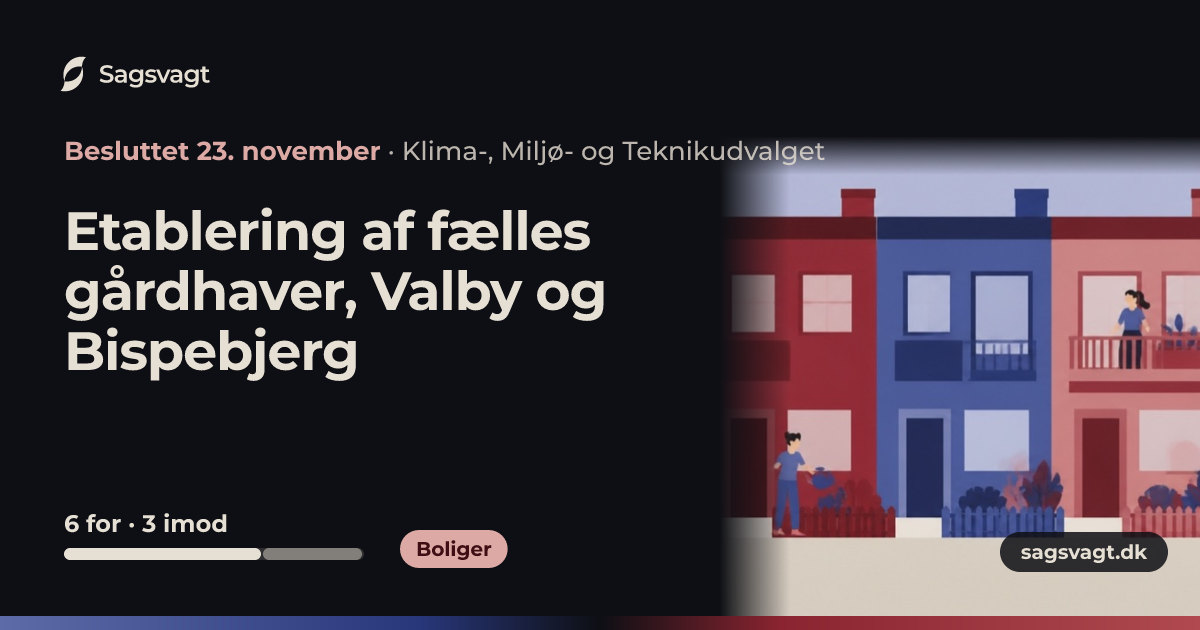 Sagsvagt
Besluttet 23. november · Klima-, Miljø- og Teknikudvalget
Etablering af fælles
gårdhaver, Valby og
Bispebjerg
6 for · 3 imod
Boliger
sagsvagt.dk